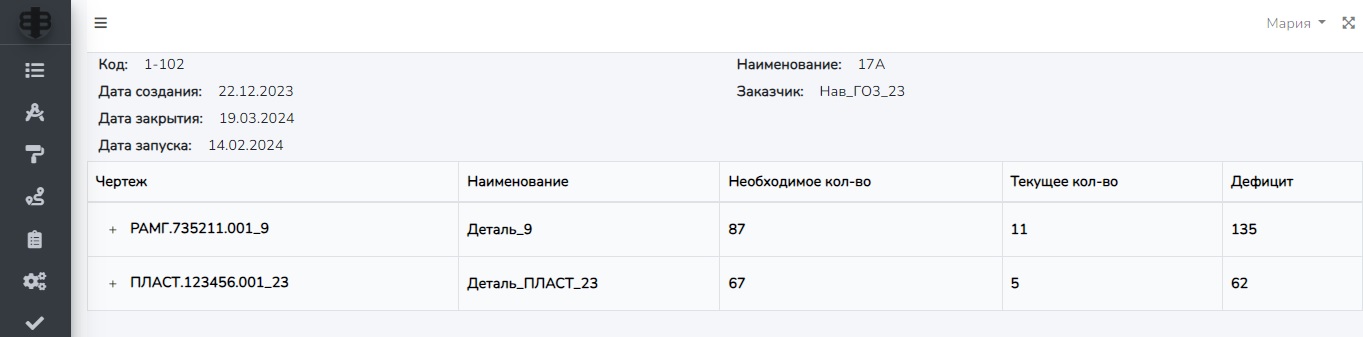 Мария
Код: 1-102 Наименование: 17А
Дата создания: 22.12.2023 Заказчик: Нав_ГОЗ_23
Дата закрытия: 19.03.2024
Дата запуска: 14.02.2024
Чертеж Наименование Необходимое кол-во Текущее кол-во Дефицит
+ РАМГ.735211.001_9 Деталь_9 87 11 135
+ ПЛАСТ.123456.001_23 Деталь_ПЛАСТ_23 67 5 62